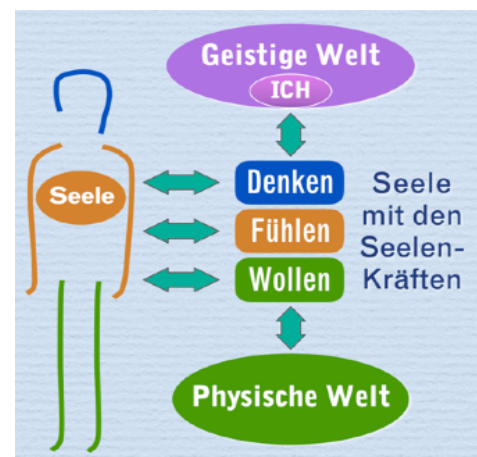 Geistige Welt
ICH
Seele
Denken
Fühlen
Wollen
Seele
mit den
Seelen-
Kräften
Physische Welt